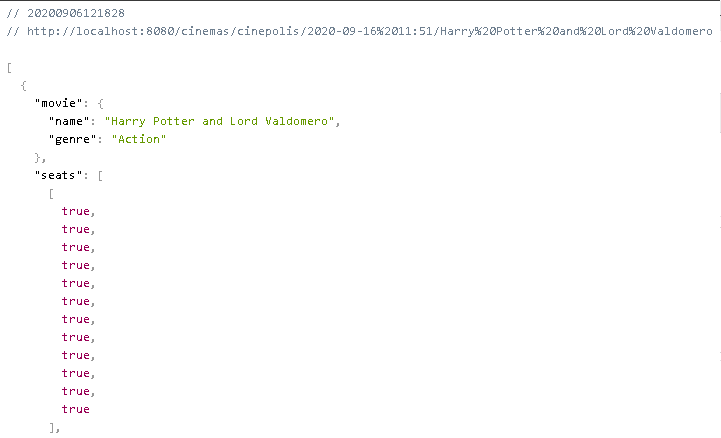 // 20200906121828
// http://localhost:8080/cinemas/cinepolis/2020-09-16%2011:51/Harry%20Potter%20and%20Lord%20Valdomero
[
{
"movie": {
"name": "Harry Potter and Lord Valdomero",
"genre": "Action"
},
"seats": [
[
true,
true,
true,
true,
true,
true,
true,
true,
true,
true,
true,
true
],